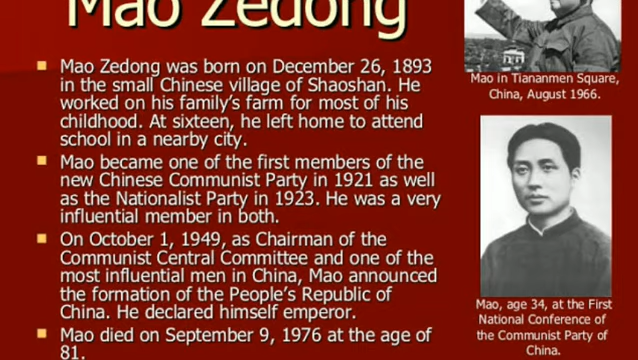 Mao Zedong
Mao Zedong was born on December 26, 1893
in the small Chinese village of Shaoshan. He
worked on his family's farm for most of his
childhood. At sixteen, he left home to attend
school in a nearby city.
Mao became one of the first members of the
new Chinese Communist Party in 1921 as well
as the Nationalist Party in 1923. He was a very
influential member in both.
On October 1, 1949, as Chairman of the
Communist Central Committee and one of the
most influential men in China, Mao announced
the formation of the People's Republic of
China. He declared himself emperor.
Mao died on September 9, 1976 at the age of
81.
Mao in Tiananmen Square,
China, August 1966.
Mao, age 34, at the First
National Conference of
the Communist Party of
China.